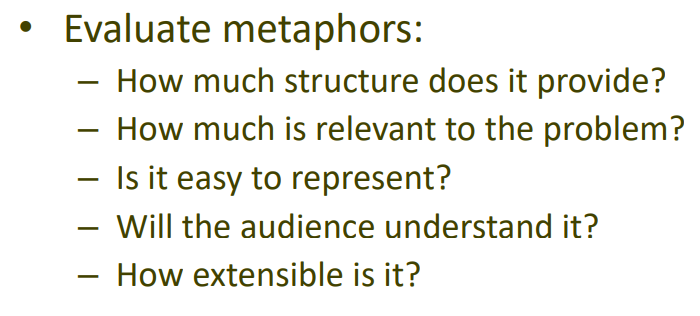 • Evaluate metaphors:
– How much structure does it provide?
– How much is relevant to the problem?
– Is it easy to represent?
– Will the audience understand it?
– How extensible is it?